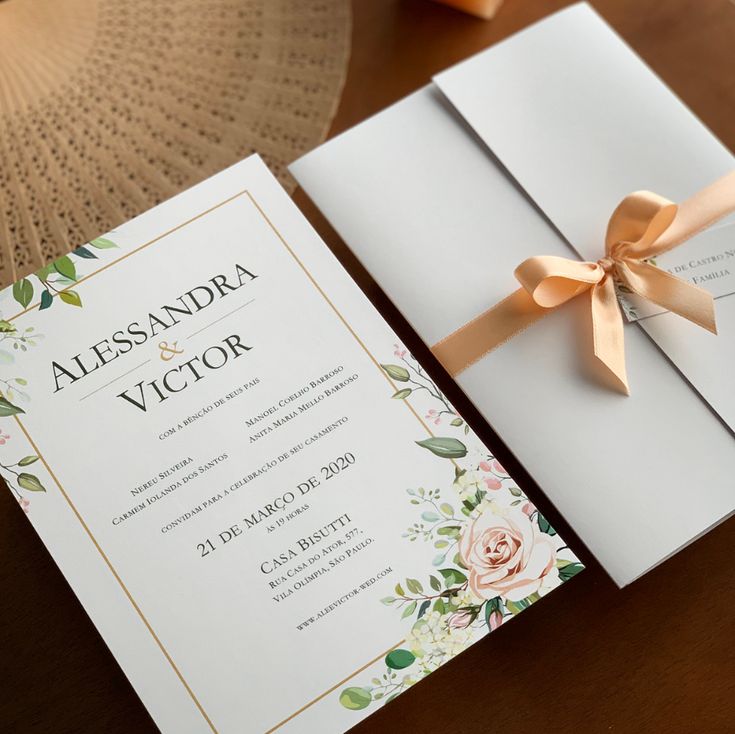 ALESSANDRA
&
VICTOR
COM A BÊNÇÃO DE SEUS PAIS
NEREU SILVEIRA
CARMEM IOLANDA DOS SANTOS
MANOEL COELHO BARROSO
ANITA MARIA MELLO BARROSO
CONVIDAM PARA A CELEBRAÇÃO DE SEU CASAMENTO
21 DE MARÇO DE 2020
ÀS 19 HORAS
CASA BISUTTI
RUA CASA DO ATOR, 577,
VILA OLÍMPIA, SÃO PAULO.
WWW.ALEEVICTOR-WED.COM
DE CASTRO
FAMÍLIA